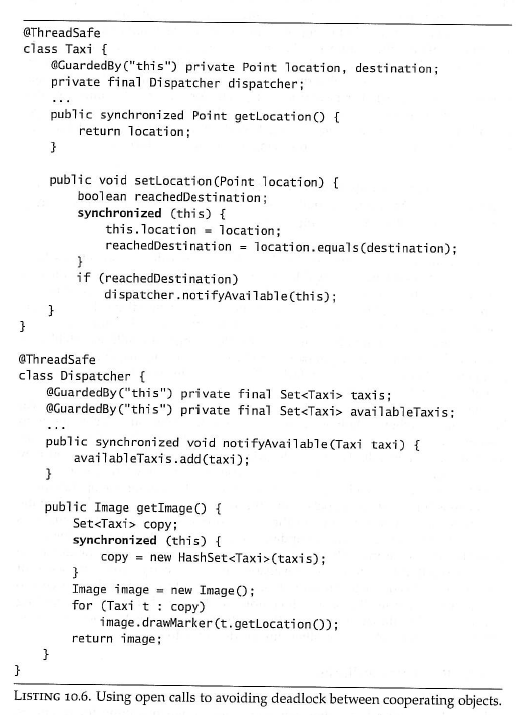 @ThreadSafe
class Taxi {
@GuardedBy("this") private Point location, destination;
private final Dispatcher dispatcher;
...
public synchronized Point getLocation() {
return location;
}
public void setLocation(Point location) {
boolean reachedDestination;
synchronized (this) {
this.location = location;
reachedDestination = location.equals(destination);
}
if (reachedDestination)
dispatcher.notifyAvailable(this);
}
}
@ThreadSafe
class Dispatcher {
@GuardedBy("this") private final Set<Taxi> taxis;
@GuardedBy("this") private final Set<Taxi> availableTaxis;
...
public synchronized void notifyAvailable(Taxi taxi) {
availableTaxis.add(taxi);
}
public Image getImage() {
Set<Taxi> copy;
synchronized (this) {
copy = new HashSet<Taxi>(taxis);
}
Image image = new Image();
for (Taxi t : copy)
image.drawMarker(t.getLocation());
return image;
}
}
LISTING 10.6. Using open calls to avoiding deadlock between cooperating objects.